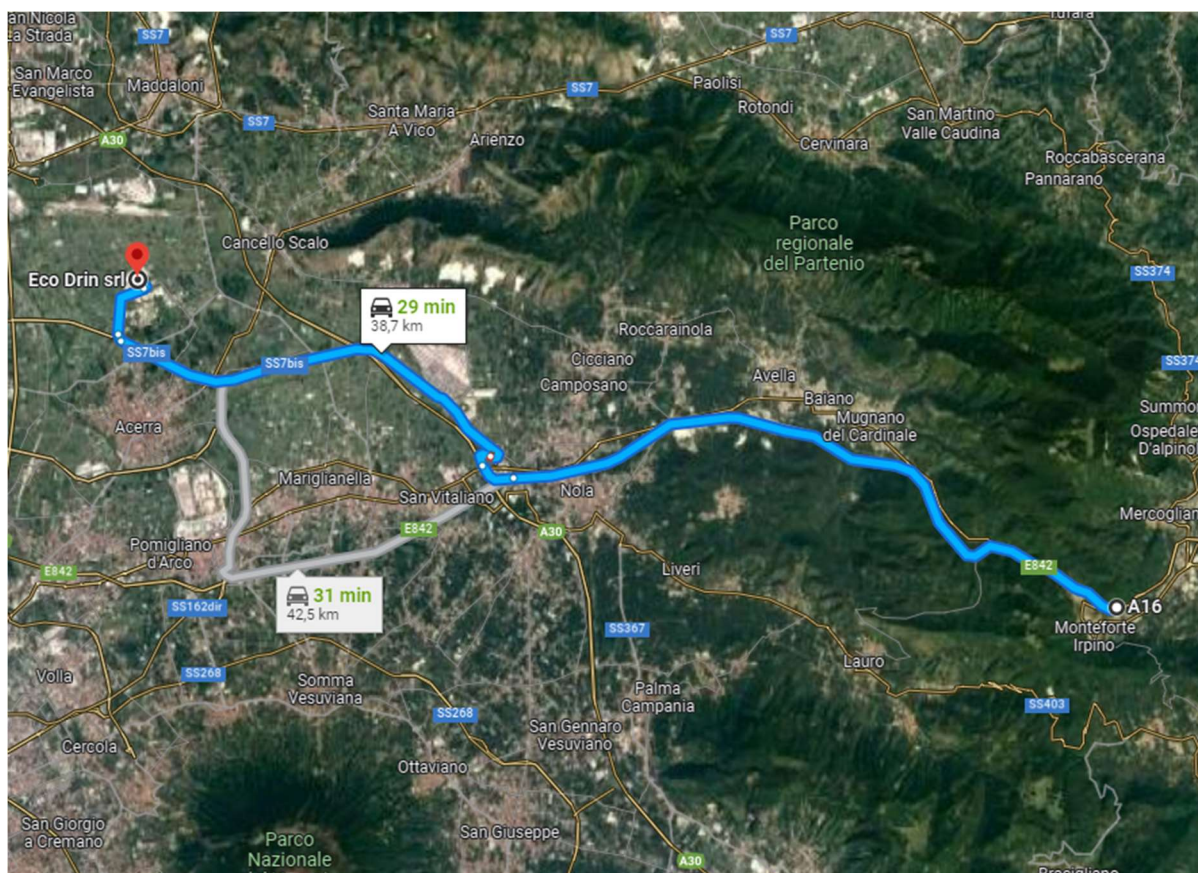 an Nicola
La Strada
SS7
SS7
Tufara
San Marco
Evangelista
Maddaloni
SS7
Paolisi
Rotondi
Santa Maria
A Vico
San Martino
Valle Caudina
A30
SS7
Arienzo
Cervinara
Roccabascerana
Pannarano
Parco
regionale
del Partenio
Cancello Scalo
SS374
Eco Drin srl
29 min
38,7 km
Roccarainola
SS7bis
SS7bis
Cicciano
SS374
Camposano
Avella
Baiano
Summo
Acerra
Mugnano
del Cardinale
Ospedale
D'alpino
Mariglianella
San Vitaliano
Nola
Mercoglian
E842
A30
Pomigliano
d'Arco
E842
Liveri
E842
31 min
42,5 km
SS162dir
A16
Monteforte
Irpino
SS367
Volla
SS268
Somma
Vesuviana
Lauro
Palma
Campania
SS403
SS268
San Gennaro
Vesuviano
Cercola
Ottaviano
San Giorgio
a Cremano
San Giuseppe
Parco
Nazionale
A30